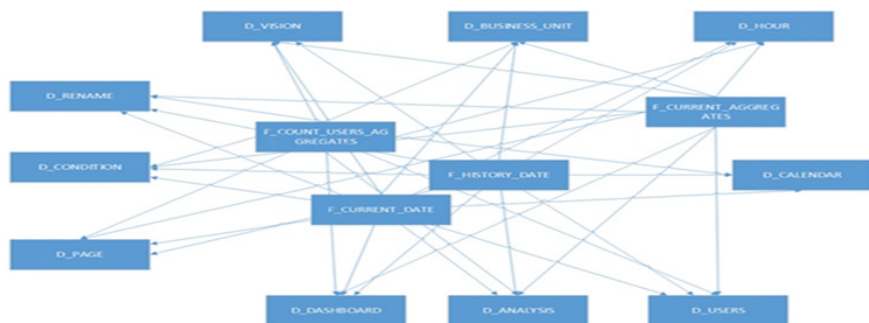 D_VISION
D_BUSINESS_UNIT
D_HOUR
D_RENAME
F_CURRENT_AGGREG
ATES
F_COUNT_USERS_AG
GREGATES
D_CONDITION
F_HISTORY_DATE
D_CALENDAR
F_CURRENT_DATE
D_PAGE
D_DASHBOARD
D_ANALYSIS
D_USERS